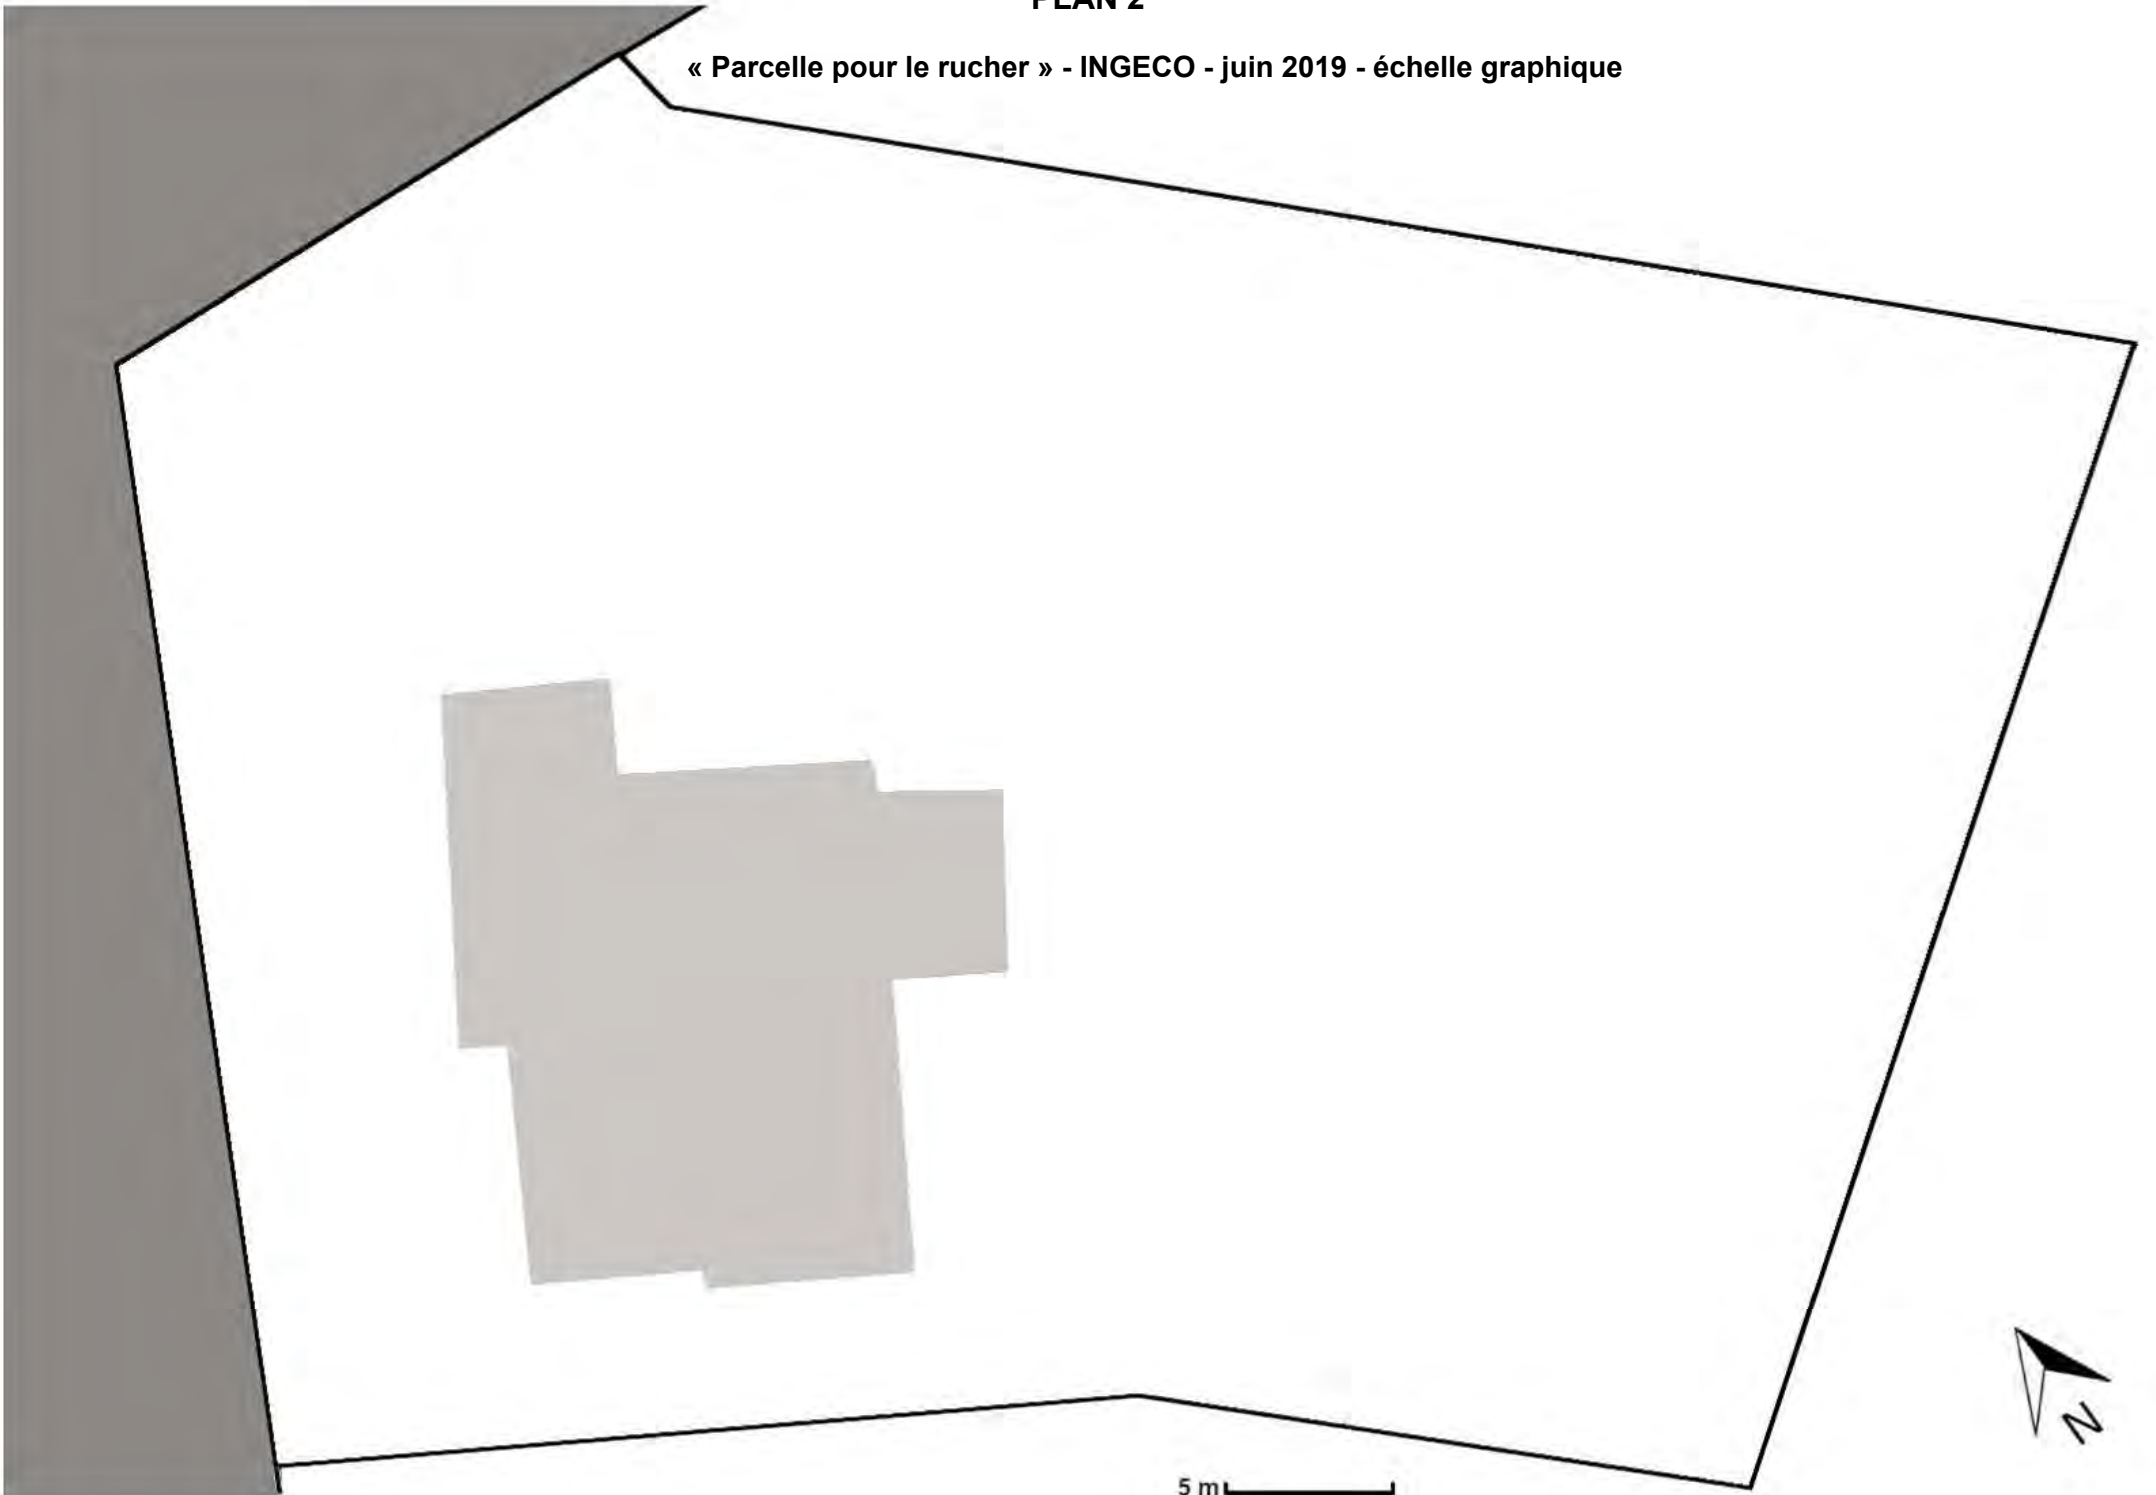 PLAN 2
« Parcelle pour le rucher » - INGECO - juin 2019 - échelle graphique
N
5 m